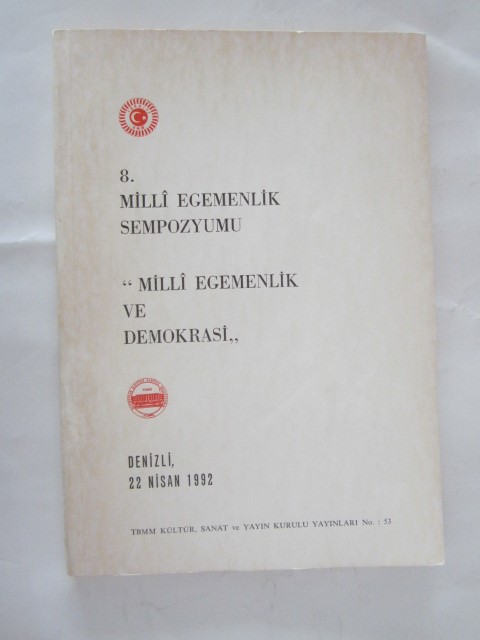 8.
MİLLÎ EGEMENLİK
SEMPOZYUMU
“ MİLLÎ EGEMENLİK
VE
DEMOKRASİ,,
DENİZLİ,
22 NİSAN 1992
TBMM KÜLTÜR, SANAT ve YAYIN KURULU YAYINLARI No. : 53